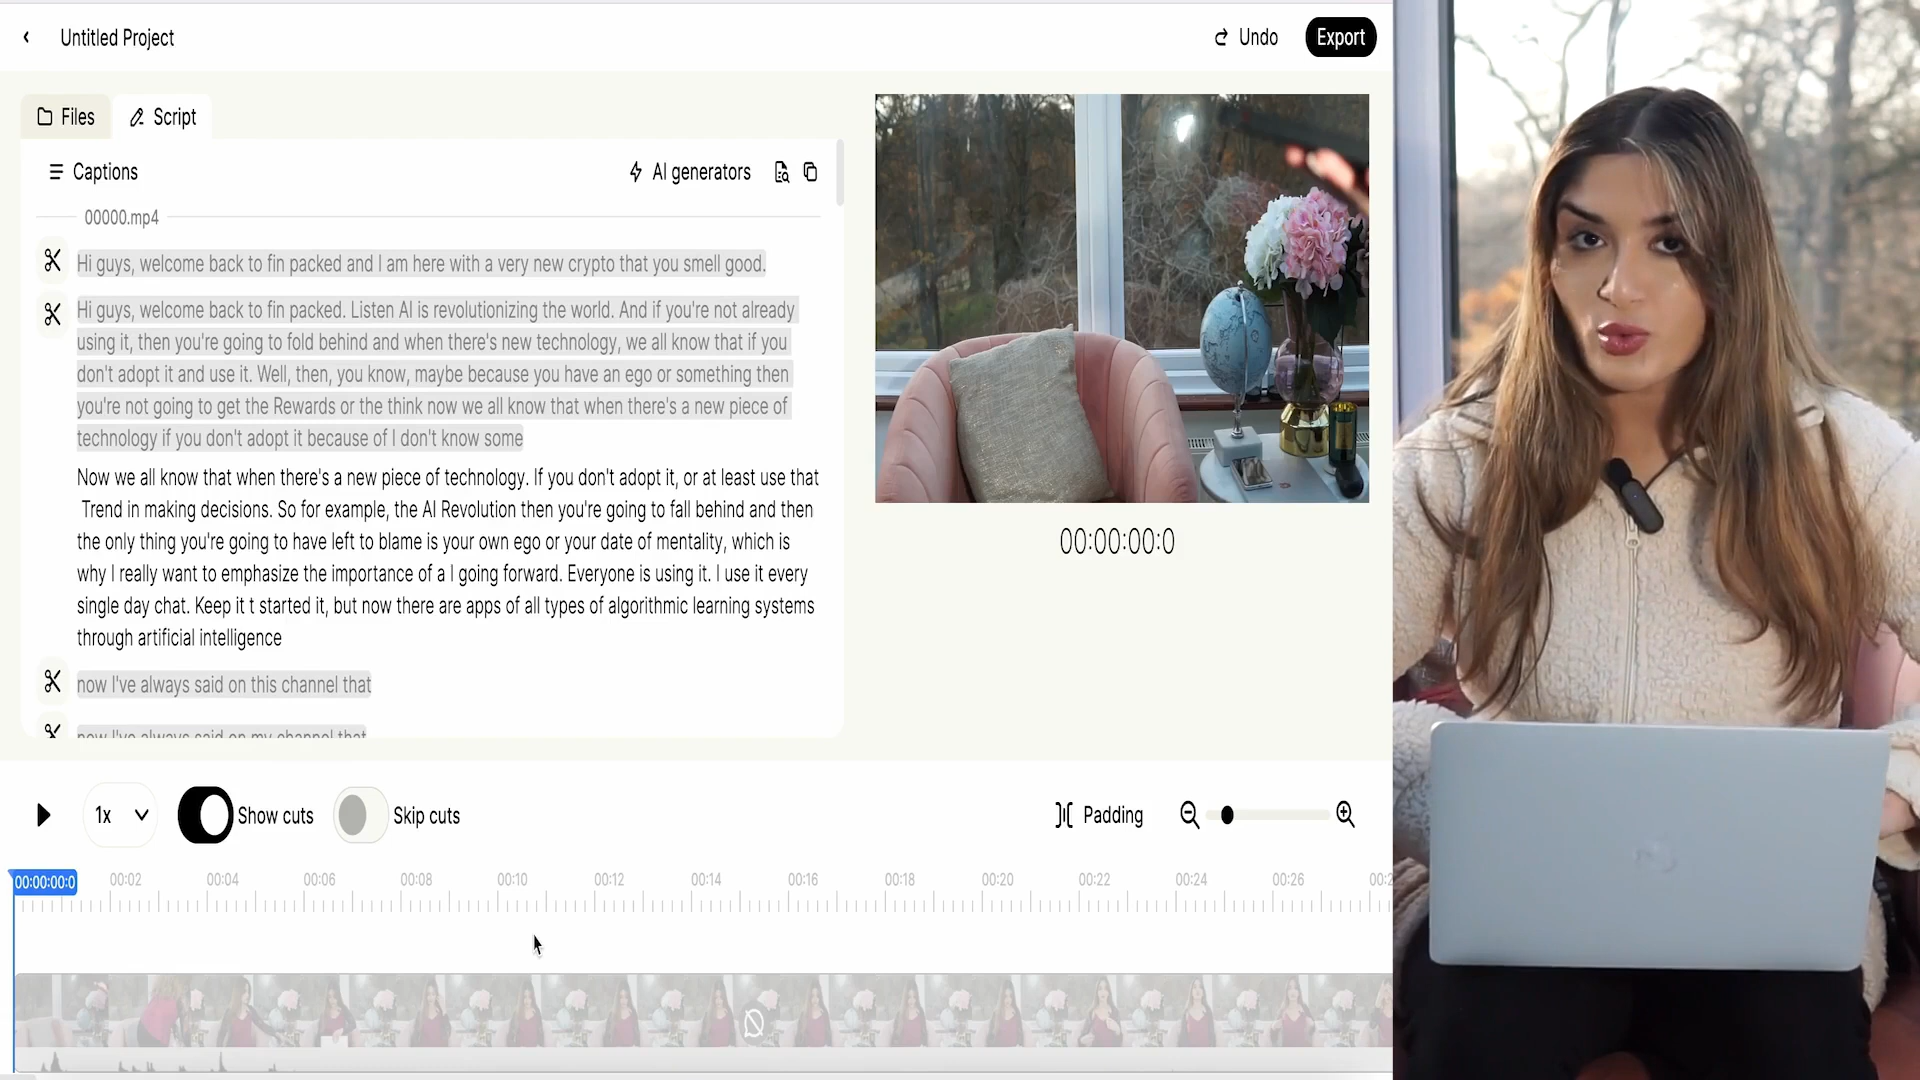 Untitled Project
Undo
Export
Files
Script
Captions
AI generators
00000.mp4
Hi guys, welcome back to fin packed and I am here with a very new crypto that you smell good.
Hi guys, welcome back to fin packed. Listen AI is revolutionizing the world. And if you're not already
using it, then you're going to fold behind and when there's new technology, we all know that if you
don't adopt it and use it. Well, then, you know, maybe because you have an ego or something then
you're not going to get the Rewards or the think now we all know that when there's a new piece of
technology if you don't adopt it because of I don't know some
Now we all know that when there's a new piece of technology. If you don't adopt it, or at least use that
Trend in making decisions. So for example, the AI Revolution then you're going to fall behind and then
the only thing you're going to have left to blame is your own ego or your date of mentality, which is
why I really want to emphasize the importance of a I going forward. Everyone is using it. I use it every
single day chat. Keep it t started it, but now there are apps of all types of algorithmic learning systems
through artificial intelligence
now I've always said on this channel that
now I've always said on my channel that
00:00:00:0
1x
Show cuts
Skip cuts
Padding
00:00:00:0
00:02
00:04
00:06
00:08
00:10
00:12
00:14
00:16
00:18
00:20
00:22
00:24
00:26
00:2